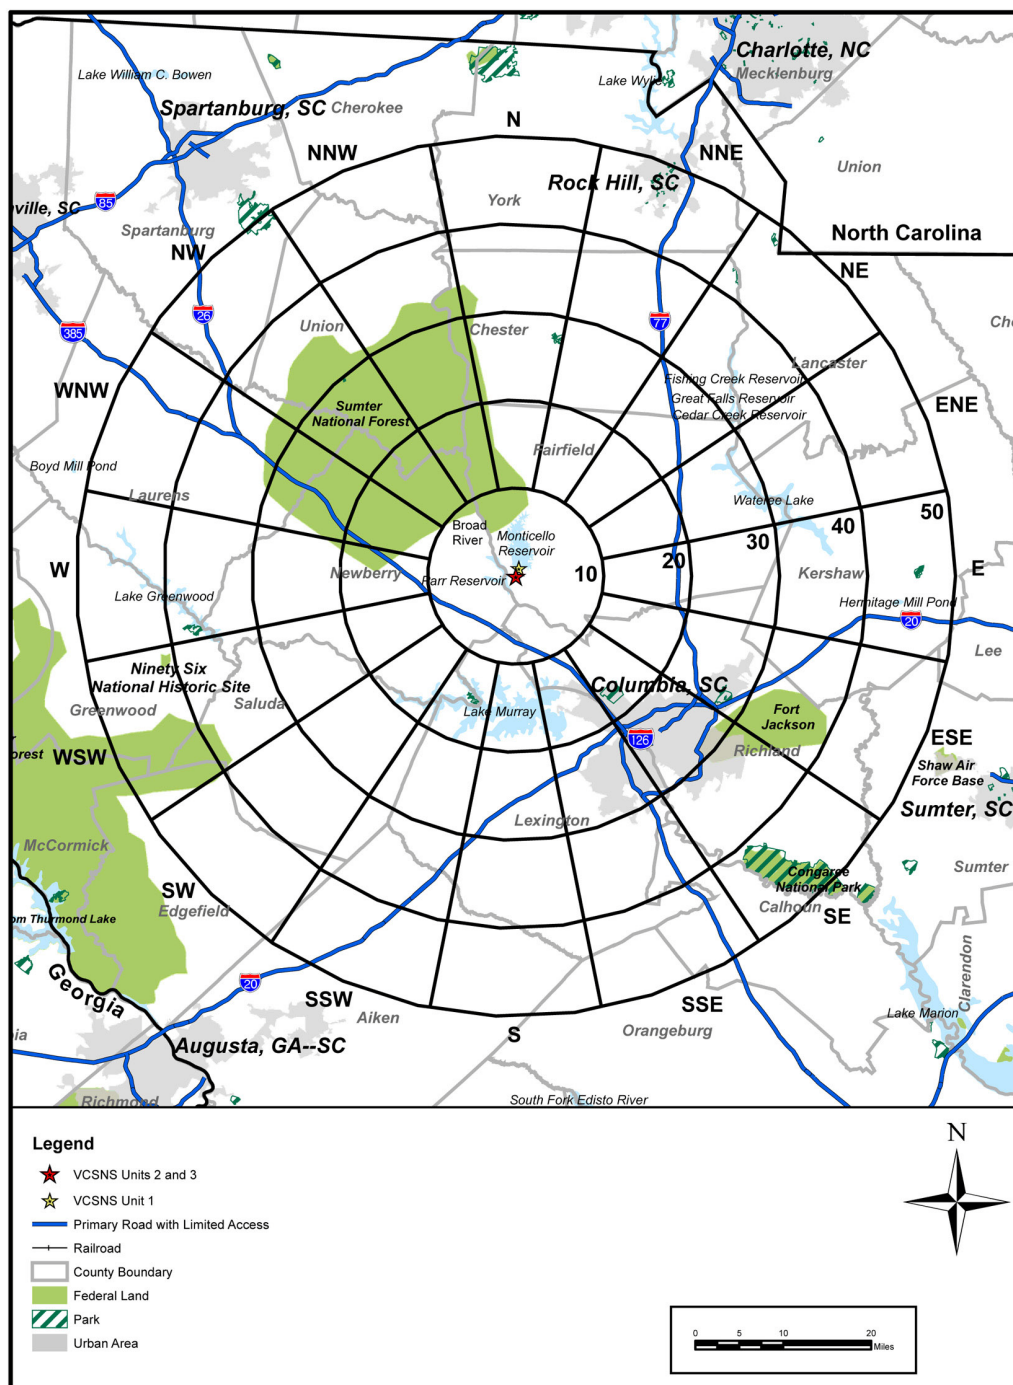 Charlotte, NC
Mecklenburg
Lake William C. Bowen
Lake Wylie
Spartanburg, SC
Cherokee
N
NNW
NNE
Union
Rock Hill, SC
York
85
ville, SC
Spartanburg
North Carolina
NW
NE
26
Union
77
Chester
385
Lancaster
Fishing Creek Reservoir
WNW
Great Falls Reservoir
ENE
Sumter
National Forest
Cedar Creek Reservoir
Fairfield
Boyd Mill Pond
Laurens
Wateree Lake
50
40
Broad
River
Monticello
Reservoir
30
20
W
Newberry
Parr Reservoir
10
Kershaw
E
Lake Greenwood
Hermitage Mill Pond
20
Lee
Ninety Six
National Historic Site
Columbia, SC
Greenwood
Saluda
Lake Murray
Fort
Jackson
126
ESE
orest
WSW
Richland
Shaw Air
Force Base
Sumter, SC
Lexington
McCormick
Congaree
National Park
Sumter
SW
Edgefield
Calhoun
SE
om Thurmond Lake
Georgia
20
Clarendon
SSW
SSE
Aiken
Lake Marion
S
Orangeburg
bia
Augusta, GA--SC
Richmond
South Fork Edisto River
Legend
VCSNS Units 2 and 3
VCSNS Unit 1
Primary Road with Limited Access
Railroad
County Boundary
Federal Land
Park
Urban Area
N
0 5 10 20
Miles